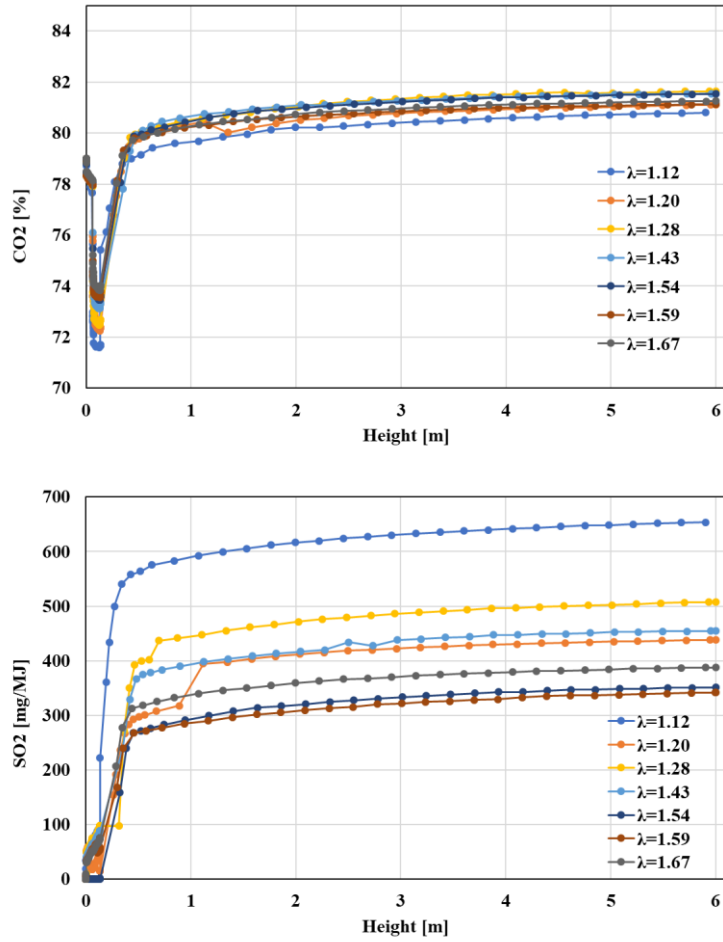 85
84
82
80
78
76
74
72
70
CO2 [%]
λ=1.12
λ=1.20
λ=1.28
λ=1.43
λ=1.54
λ=1.59
λ=1.67
0 1 2 3 4 5 6
Height [m]
700
600
500
400
300
200
100
0
SO2 [mg/MJ]
λ=1.12
λ=1.20
λ=1.28
λ=1.43
λ=1.54
λ=1.59
λ=1.67
0 1 2 3 4 5 6
Height [m]